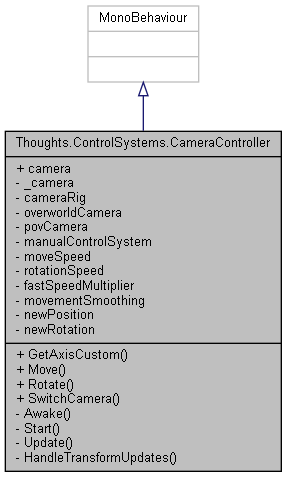 MonoBehaviour
Thoughts.ControlSystems.CameraController
+ camera
- _camera
- cameraRig
- overworldCamera
- povCamera
- manualControlSystem
- moveSpeed
- rotationSpeed
- fastSpeedMultiplier
- movementSmoothing
- newPosition
- newRotation
+ GetAxisCustom()
+ Move()
+ Rotate()
+ SwitchCamera()
- Awake()
- Start()
- Update()
- HandleTransformUpdates()